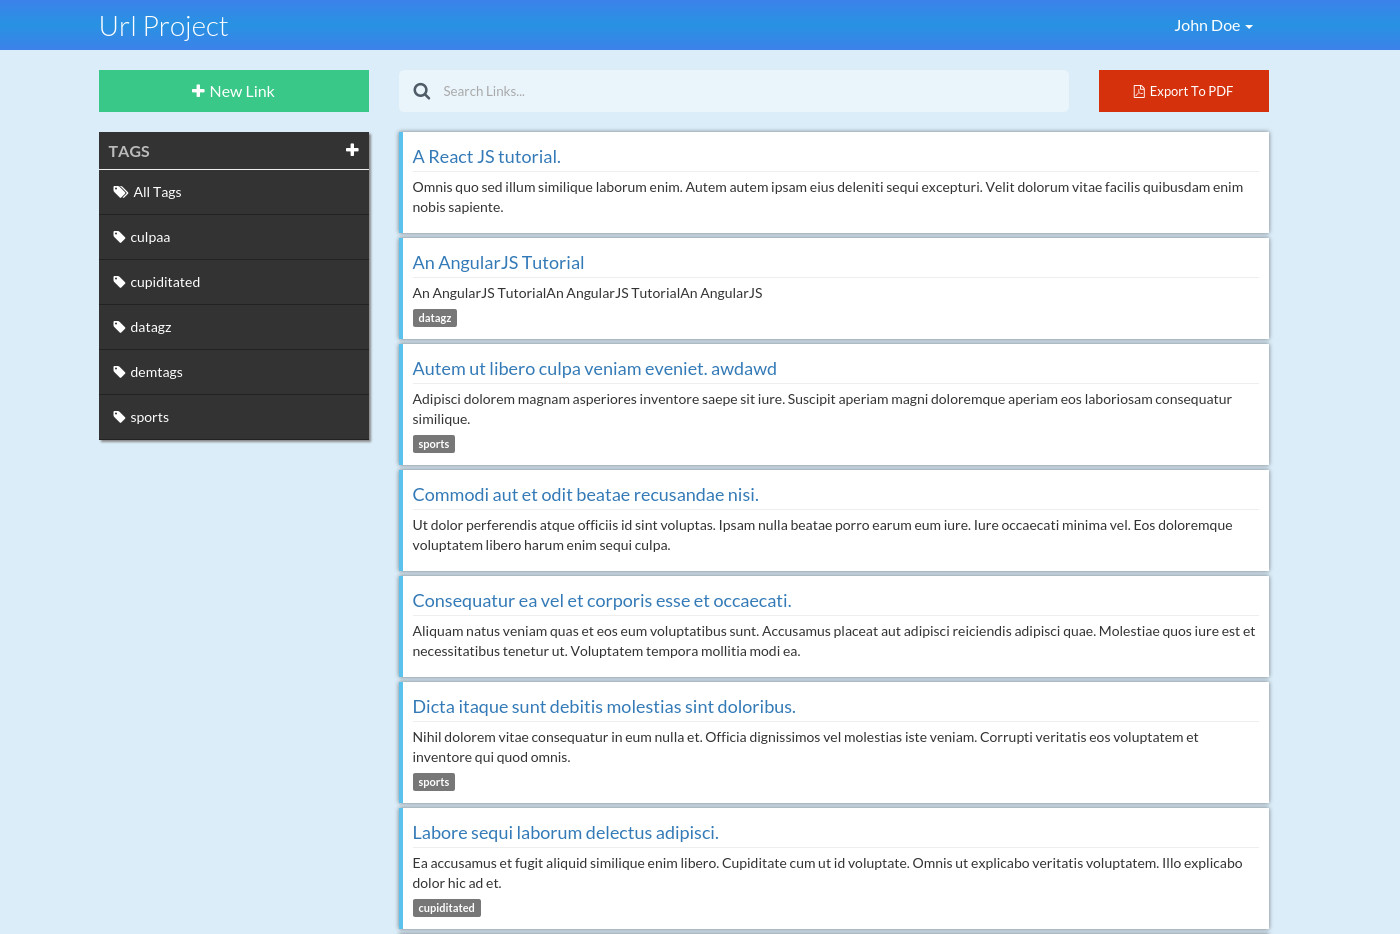 Url Project
John Doe
New Link
Search Links...
Export To PDF
TAGS
All Tags
culpaa
cupiditated
datagz
demtags
sports
A React JS tutorial.
Omnis quo sed illum similique laborum enim. Autem autem ipsam eius deleniti sequi excepturi. Velit dolorum vitae facilis quibusdam enim
nobis sapiente.
An AngularJS Tutorial
An AngularJS TutorialAn AngularJS TutorialAn AngularJS
datagz
Autem ut libero culpa veniam eveniet. awdawd
Adipisci dolorem magnam asperiores inventore saepe sit iure. Suscipit aperiam magni doloremque aperiam eos laboriosam consequatur
similique.
sports
Commodi aut et odit beatae recusandae nisi.
Ut dolor perferendis atque officiis id sint voluptas. Ipsam nulla beatae porro earum eum iure. Iure occaecati minima vel. Eos doloremque
voluptatem libero harum enim sequi culpa.
Consequatur ea vel et corporis esse et occaecati.
Aliquam natus veniam quas et eos eum voluptatibus sunt. Accusamus placeat aut adipisci reiciendis adipisci quae. Molestiae quos iure est et
necessitatibus tenetur ut. Voluptatem tempora mollitia modi ea.
Dicta itaque sunt debitis molestias sint doloribus.
Nihil dolorem vitae consequatur in eum nulla et. Officia dignissimos vel molestias iste veniam. Corrupti veritatis eos voluptatem et
inventore qui quod omnis.
sports
Labore sequi laborum delectus adipisci.
Ea accusamus et fugit aliquid similique enim libero. Cupiditate cum ut id voluptate. Omnis ut explicabo veritatis voluptatem. Illo explicabo
dolor hic ad et.
cupiditated